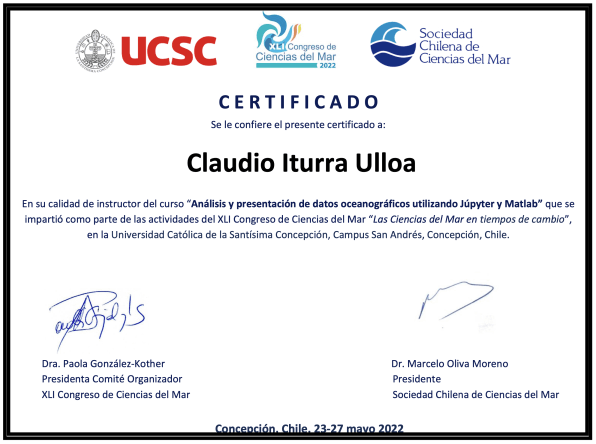 UCSC
XLI Congreso de
Ciencias del Mar
2022
Sociedad
Chilena de
Ciencias del Mar
CERTIFICADO
Se le confiere el presente certificado a:
Claudio Iturra Ulloa
En su calidad de instructor del curso “Análisis y presentación de datos oceanográficos utilizando Júpyter y Matlab” que se
impartió como parte de las actividades del XLI Congreso de Ciencias del Mar “Las Ciencias del Mar en tiempos de cambio”,
en la Universidad Católica de la Santísima Concepción, Campus San Andrés, Concepción, Chile.
Dra. Paola González-Kother
Presidenta Comité Organizador
XLI Congreso de Ciencias del Mar
Dr. Marcelo Oliva Moreno
Presidente
Sociedad Chilena de Ciencias del Mar
Concepción, Chile, 23-27 mayo 2022